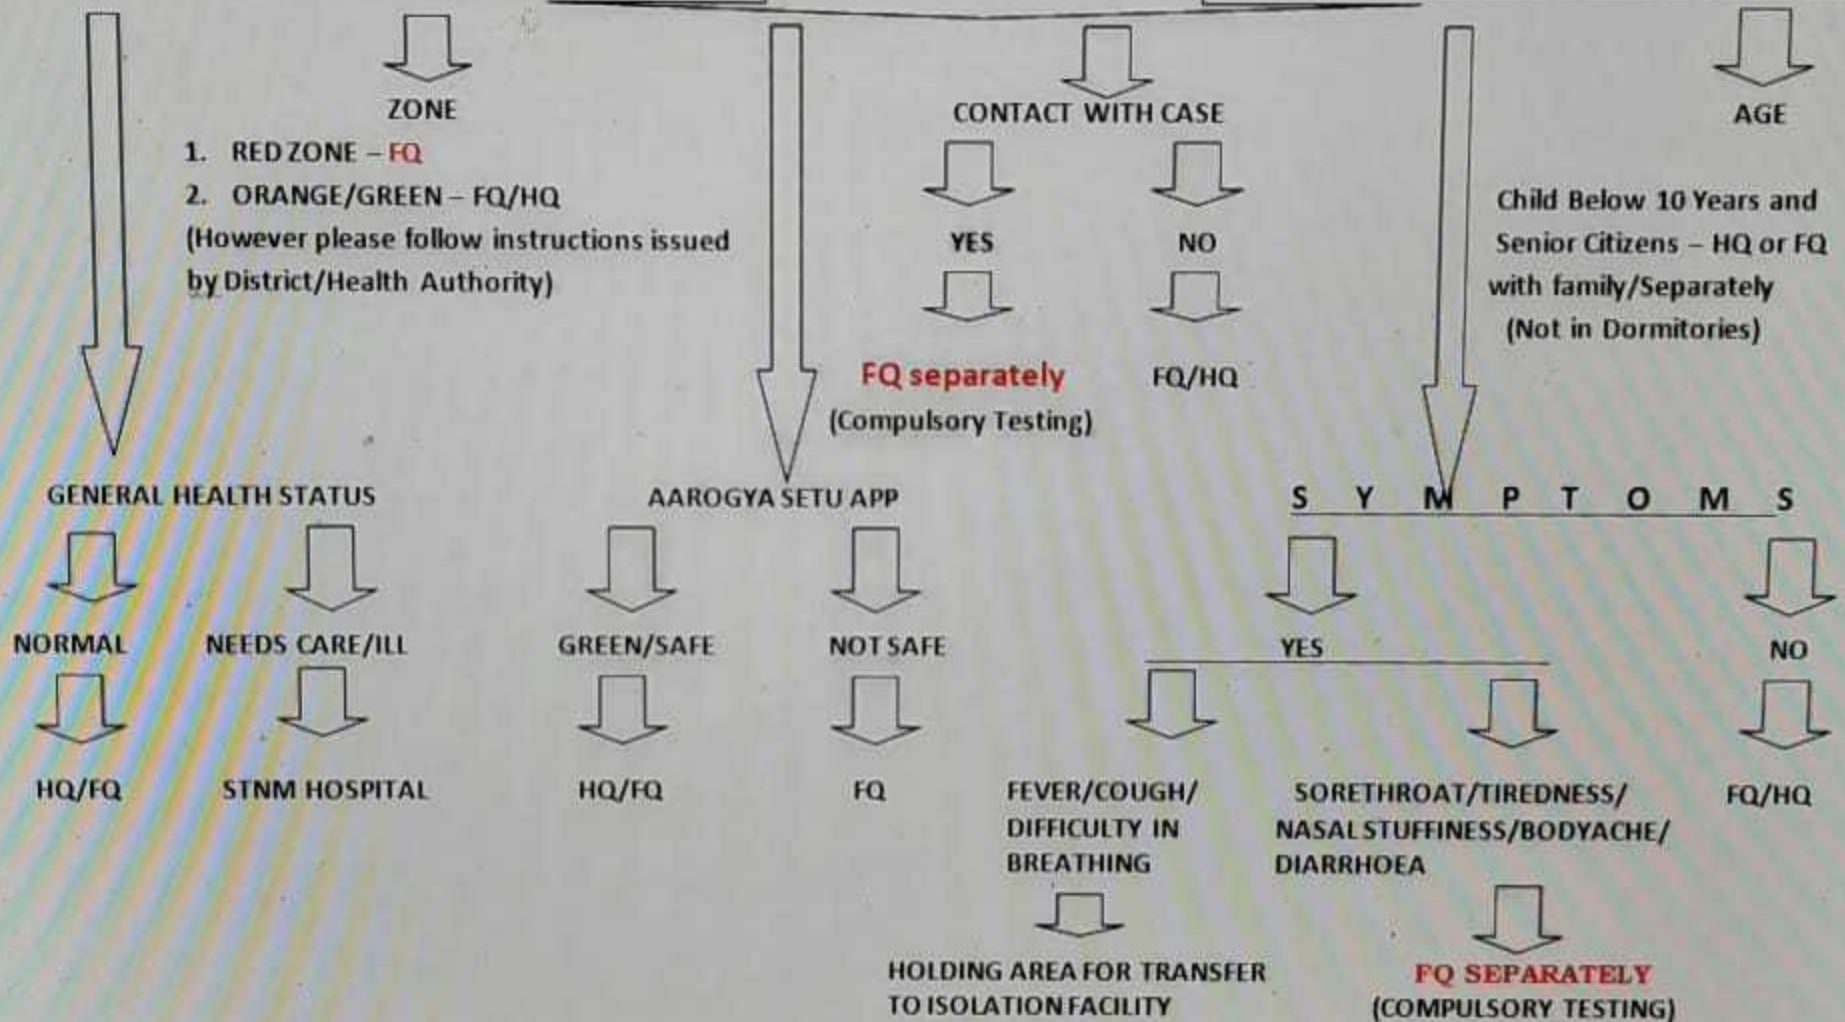 ZONE
1. RED ZONE – FQ
2. ORANGE/GREEN – FQ/HQ
(However please follow instructions issued
by District/Health Authority)
CONTACT WITH CASE
YES
NO
FQ separately
FQ/HQ
(Compulsory Testing)
AGE
Child Below 10 Years and
Senior Citizens – HQ or FQ
with family/Separately
(Not in Dormitories)
GENERAL HEALTH STATUS
NORMAL
NEEDS CARE/ILL
HQ/FQ
STNM HOSPITAL
AAROGYA SETU APP
GREEN/SAFE
NOT SAFE
HQ/FQ
FQ
S Y M P T O M S
YES
NO
FEVER/COUGH/
DIFFICULTY IN
BREATHING
SORETHROAT/TIREDNESS/
NASAL STUFFINESS/BODYACHE/
DIARRHOEA
FQ/HQ
HOLDING AREA FOR TRANSFER
TO ISOLATION FACILITY
FQ SEPARATELY
(COMPULSORY TESTING)